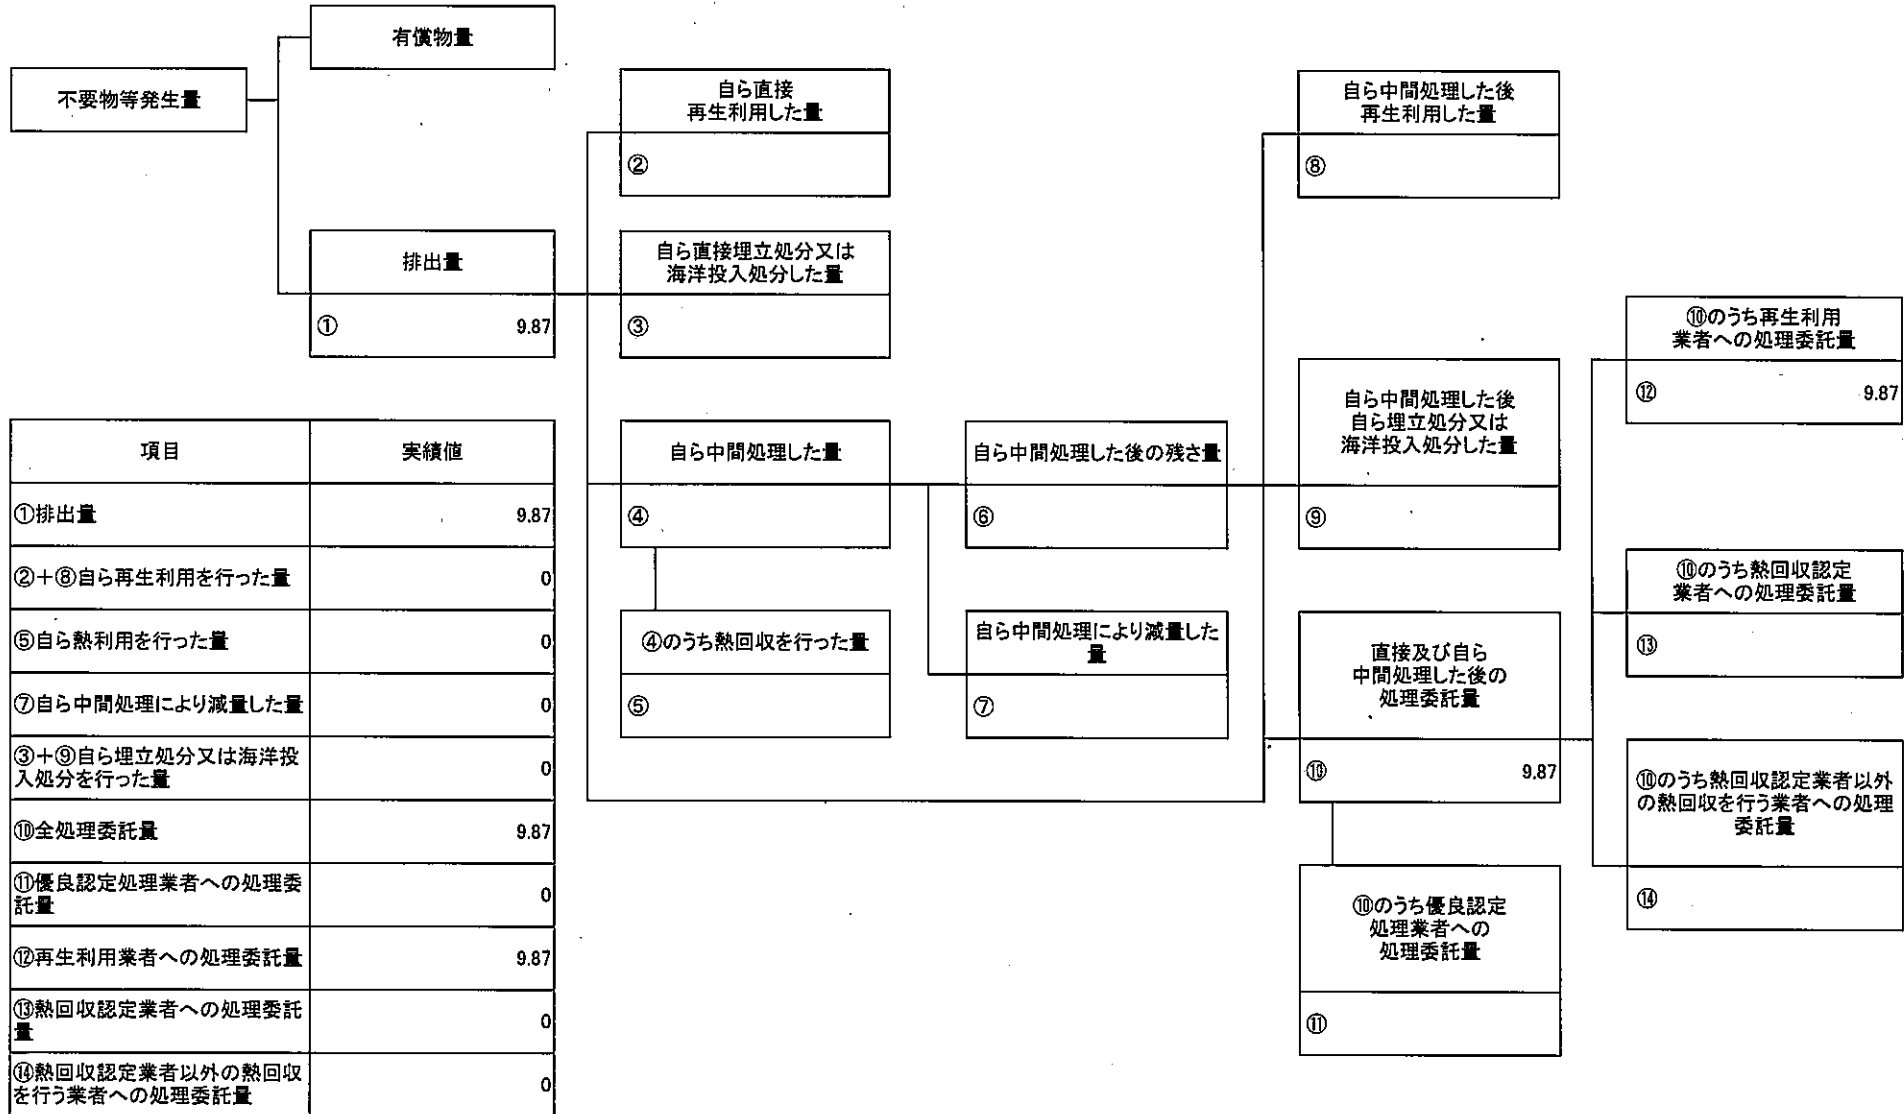 有償物量
不要物等発生量
自ら直接
再生利用した量
②
自ら中間処理した後
再生利用した量
⑧
排出量
① 9.87
自ら直接埋立処分又は
海洋投入処分した量
③
⑩のうち再生利用
業者への処理委託量
⑫ 9.87
自ら中間処理した量
④
自ら中間処理した後の残さ量
⑥
自ら中間処理した後
自ら埋立処分又は
海洋投入処分した量
⑨
⑩のうち熱回収認定
業者への処理委託量
⑬
④のうち熱回収を行った量
⑤
自ら中間処理により減量した
量
⑦
直接及び自ら
中間処理した後の
処理委託量
⑩ 9.87
⑩のうち熱回収認定業者以外
の熱回収を行う業者への処理
委託量
⑭
⑩のうち優良認定
処理業者への
処理委託量
⑪
項目 実績値
①排出量 9.87
②+⑧自ら再生利用を行った量 0
⑤自ら熱利用を行った量 0
⑦自ら中間処理により減量した量 0
③+⑨自ら埋立処分又は海洋投
入処分を行った量 0
⑩全処理委託量 9.87
⑪優良認定処理業者への処理委
託量 0
⑫再生利用業者への処理委託量 9.87
⑬熱回収認定業者への処理委託
量 0
⑭熱回収認定業者以外の熱回収
を行う業者への処理委託量 0